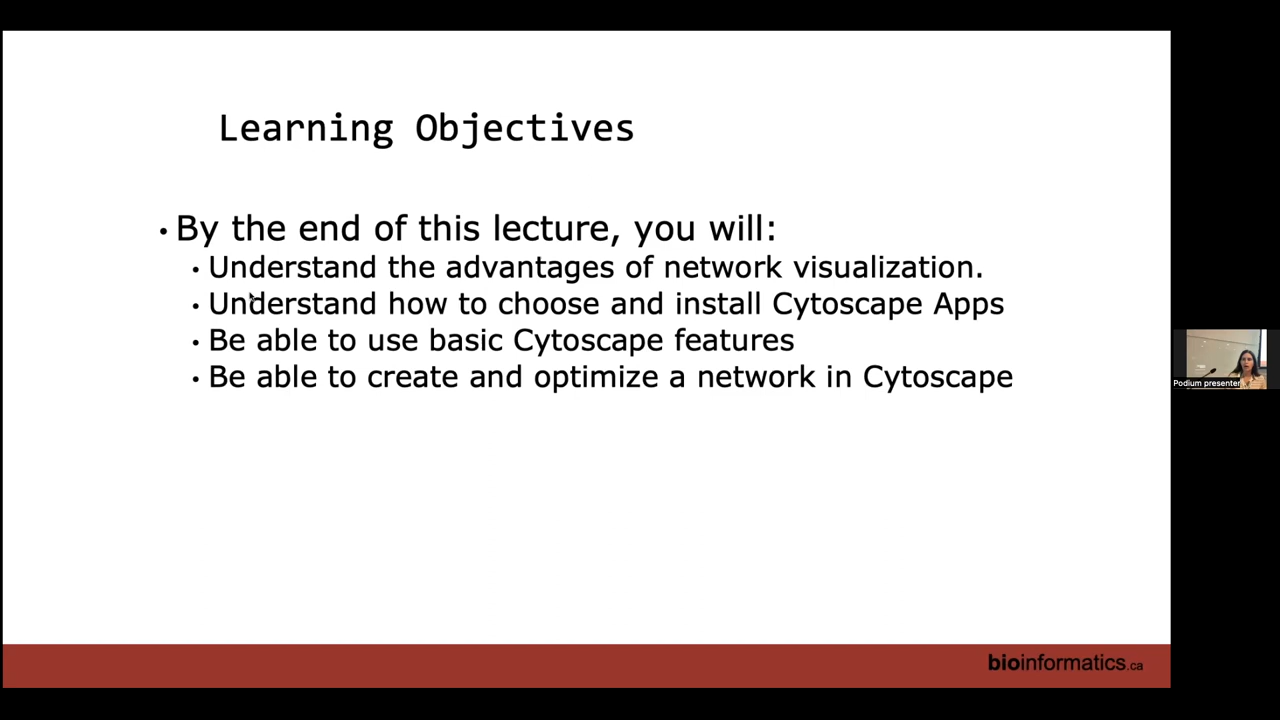 Learning Objectives
• By the end of this lecture, you will:
• Understand the advantages of network visualization.
• Understand how to choose and install Cytoscape Apps
• Be able to use basic Cytoscape features
• Be able to create and optimize a network in Cytoscape
Podium presenter
bioinformatics.ca